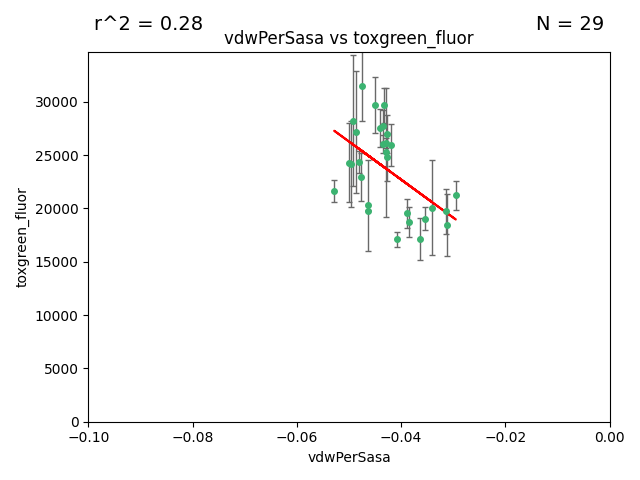 r^2 = 0.28
N = 29
vdwPerSasa vs toxgreen_fluor
toxgreen_fluor
30000
25000
20000
15000
10000
5000
0
−0.10
−0.08
−0.06
−0.04
−0.02
0.00
vdwPerSasa